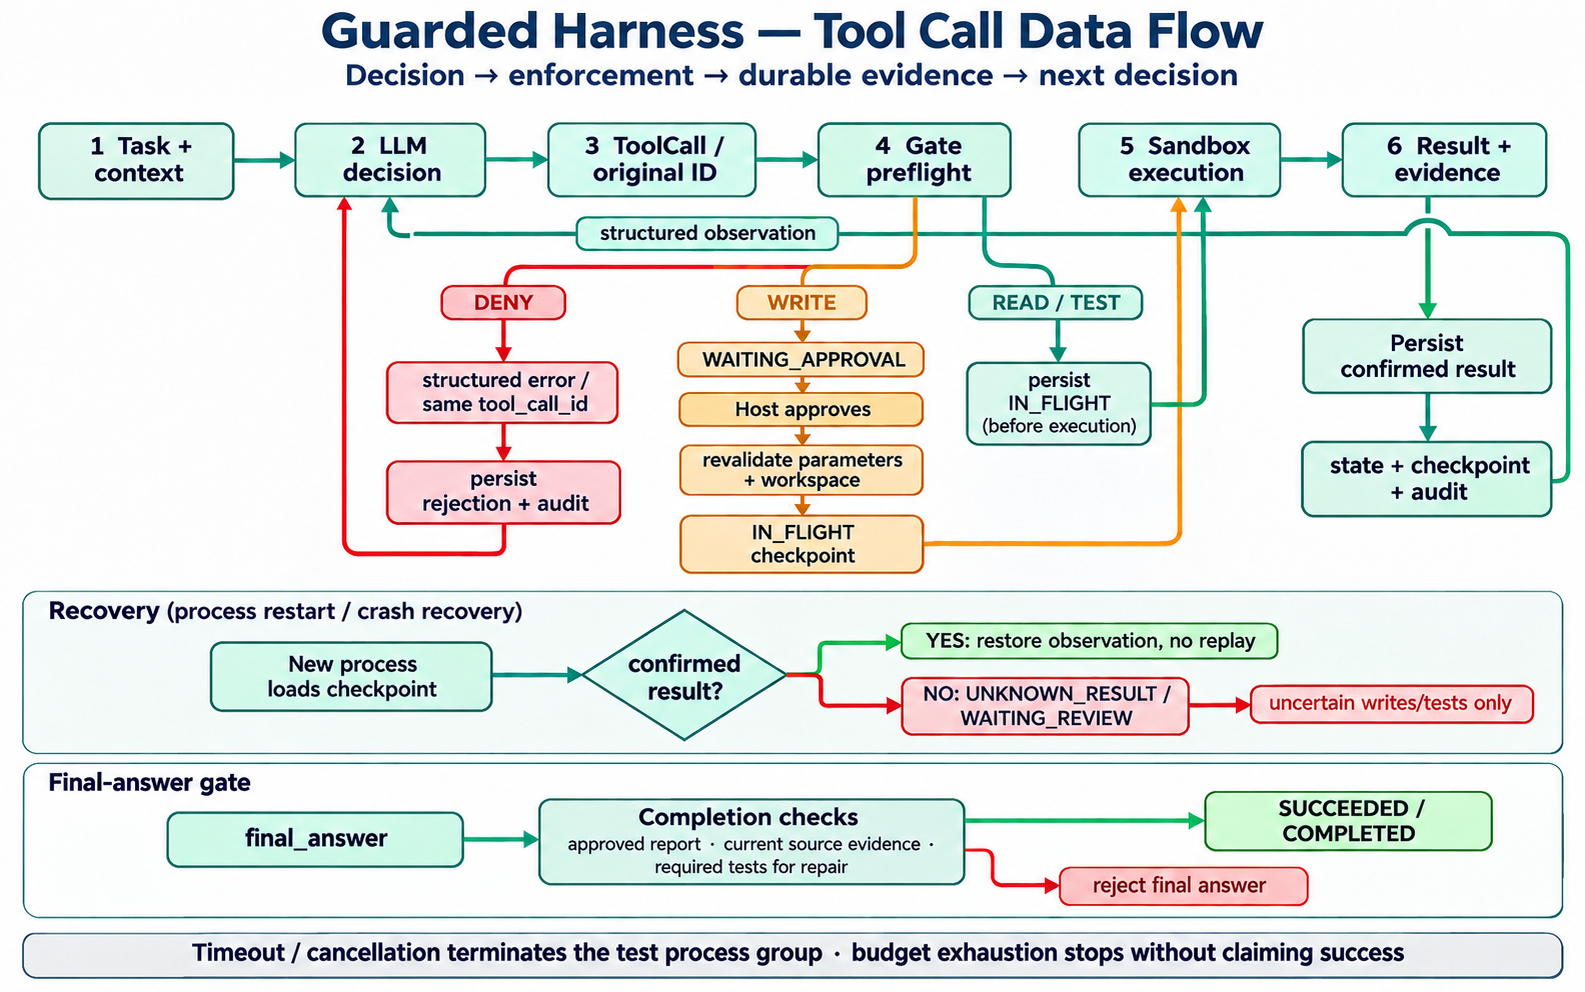 Guarded Harness — Tool Call Data Flow
Decision → enforcement → durable evidence → next decision
1 Task +
context
2 LLM
decision
3 ToolCall /
original ID
4 Gate
preflight
5 Sandbox
execution
6 Result +
evidence
structured observation
DENY
WRITE
READ / TEST
structured error /
same tool_call_id
persist
rejection + audit
WAITING_APPROVAL
Host approves
revalidate parameters
+ workspace
IN_FLIGHT
checkpoint
persist
IN_FLIGHT
(before execution)
Persist
confirmed result
state + checkpoint
+ audit
Recovery (process restart / crash recovery)
New process
loads checkpoint
confirmed
result?
YES: restore observation, no replay
NO: UNKNOWN_RESULT /
WAITING_REVIEW
uncertain writes/tests only
Final-answer gate
final_answer
Completion checks
approved report · current source evidence ·
required tests for repair
SUCCEEDED /
COMPLETED
reject final answer
Timeout / cancellation terminates the test process group · budget exhaustion stops without claiming success